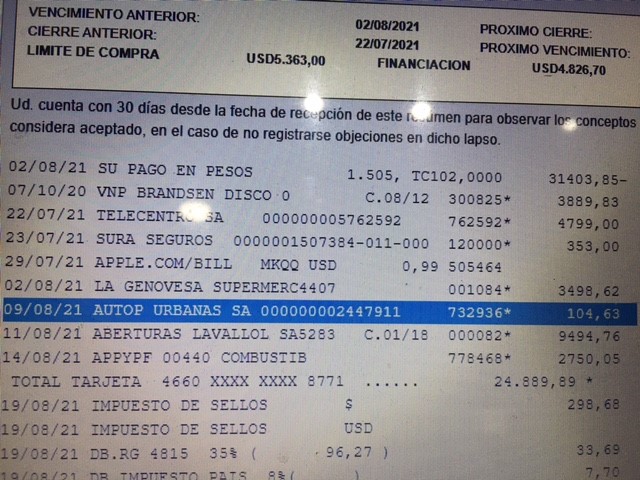 VENCIMIENTO ANTERIOR:
02/08/2021 PROXIMO CIERRE:
CIERRE ANTERIOR:
22/07/2021 PROXIMO VENCIMIENTO:
LIMITE DE COMPRA USD5.363,00 FINANCIACION USD4.826,70
Ud. cuenta con 30 días desde la fecha de recepción de este resumen para observar los conceptos
considera aceptado, en el caso de no registrarse objeciones en dicho lapso.
02/08/21 SU PAGO EN PESOS 1.505, TC102,0000 31403,85-
07/10/20 VNP BRANDSEN DISCO 0 C.08/12 300825* 3889,83
22/07/21 TELECENTRO SA 000000005762592 762592* 4799,00
23/07/21 SURA SEGUROS 0000001507384-011-000 120000* 353,00
29/07/21 APPLE.COM/BILL MKQQ USD 0,99 505464
02/08/21 LA GENOVESA SUPERMERC4407 001084* 3498,62
09/08/21 AUTOP URBANAS SA 000000002447911 732936* 104,63
11/08/21 ABERTURAS LAVALLOL SA5283 C.01/18 000082* 9494,76
14/08/21 APPYPF 00440 COMBUSTIB 778468* 2750,05
TOTAL TARJETA 4660 XXXX XXXX 8771 ...... 24.889,89 *
19/08/21 IMPUESTO DE SELLOS $ 298,68
19/08/21 IMPUESTO DE SELLOS USD
19/08/21 DB.RG 4815 35% ( 96,27 ) 33,69
19/08/21 DB IMPUESTO PAIS 8%( ) 7,70